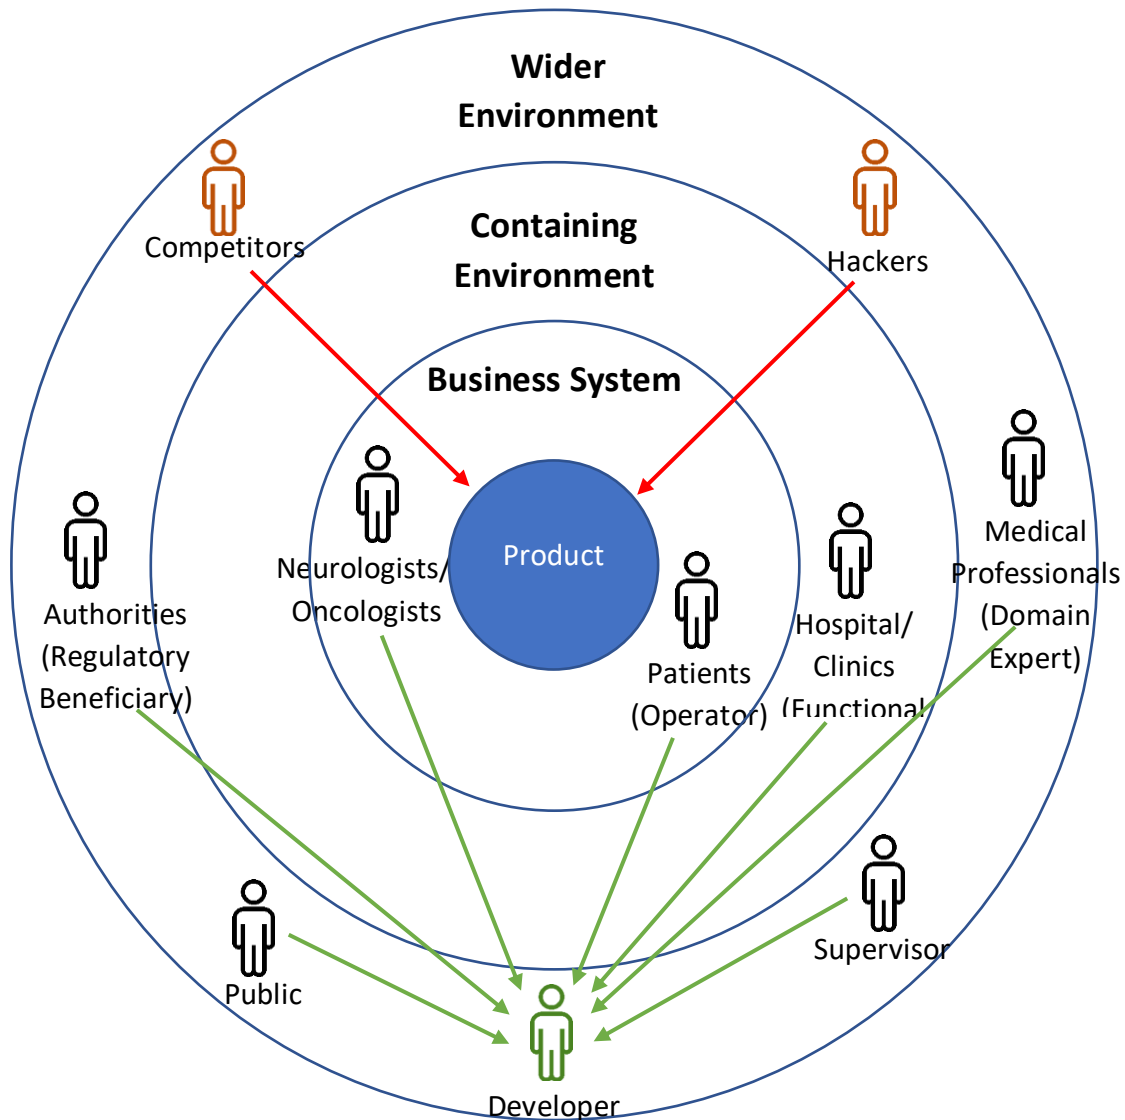 Wider
Environment
Competitors
Hackers
Containing
Environment
Business System
Neurologists/
Oncologists
Product
Patients
(Operator)
Hospital/
Clinics
(Functional
Medical
Professionals
(Domain
Expert)
Authorities
(Regulatory
Beneficiary)
Public
Supervisor
Developer